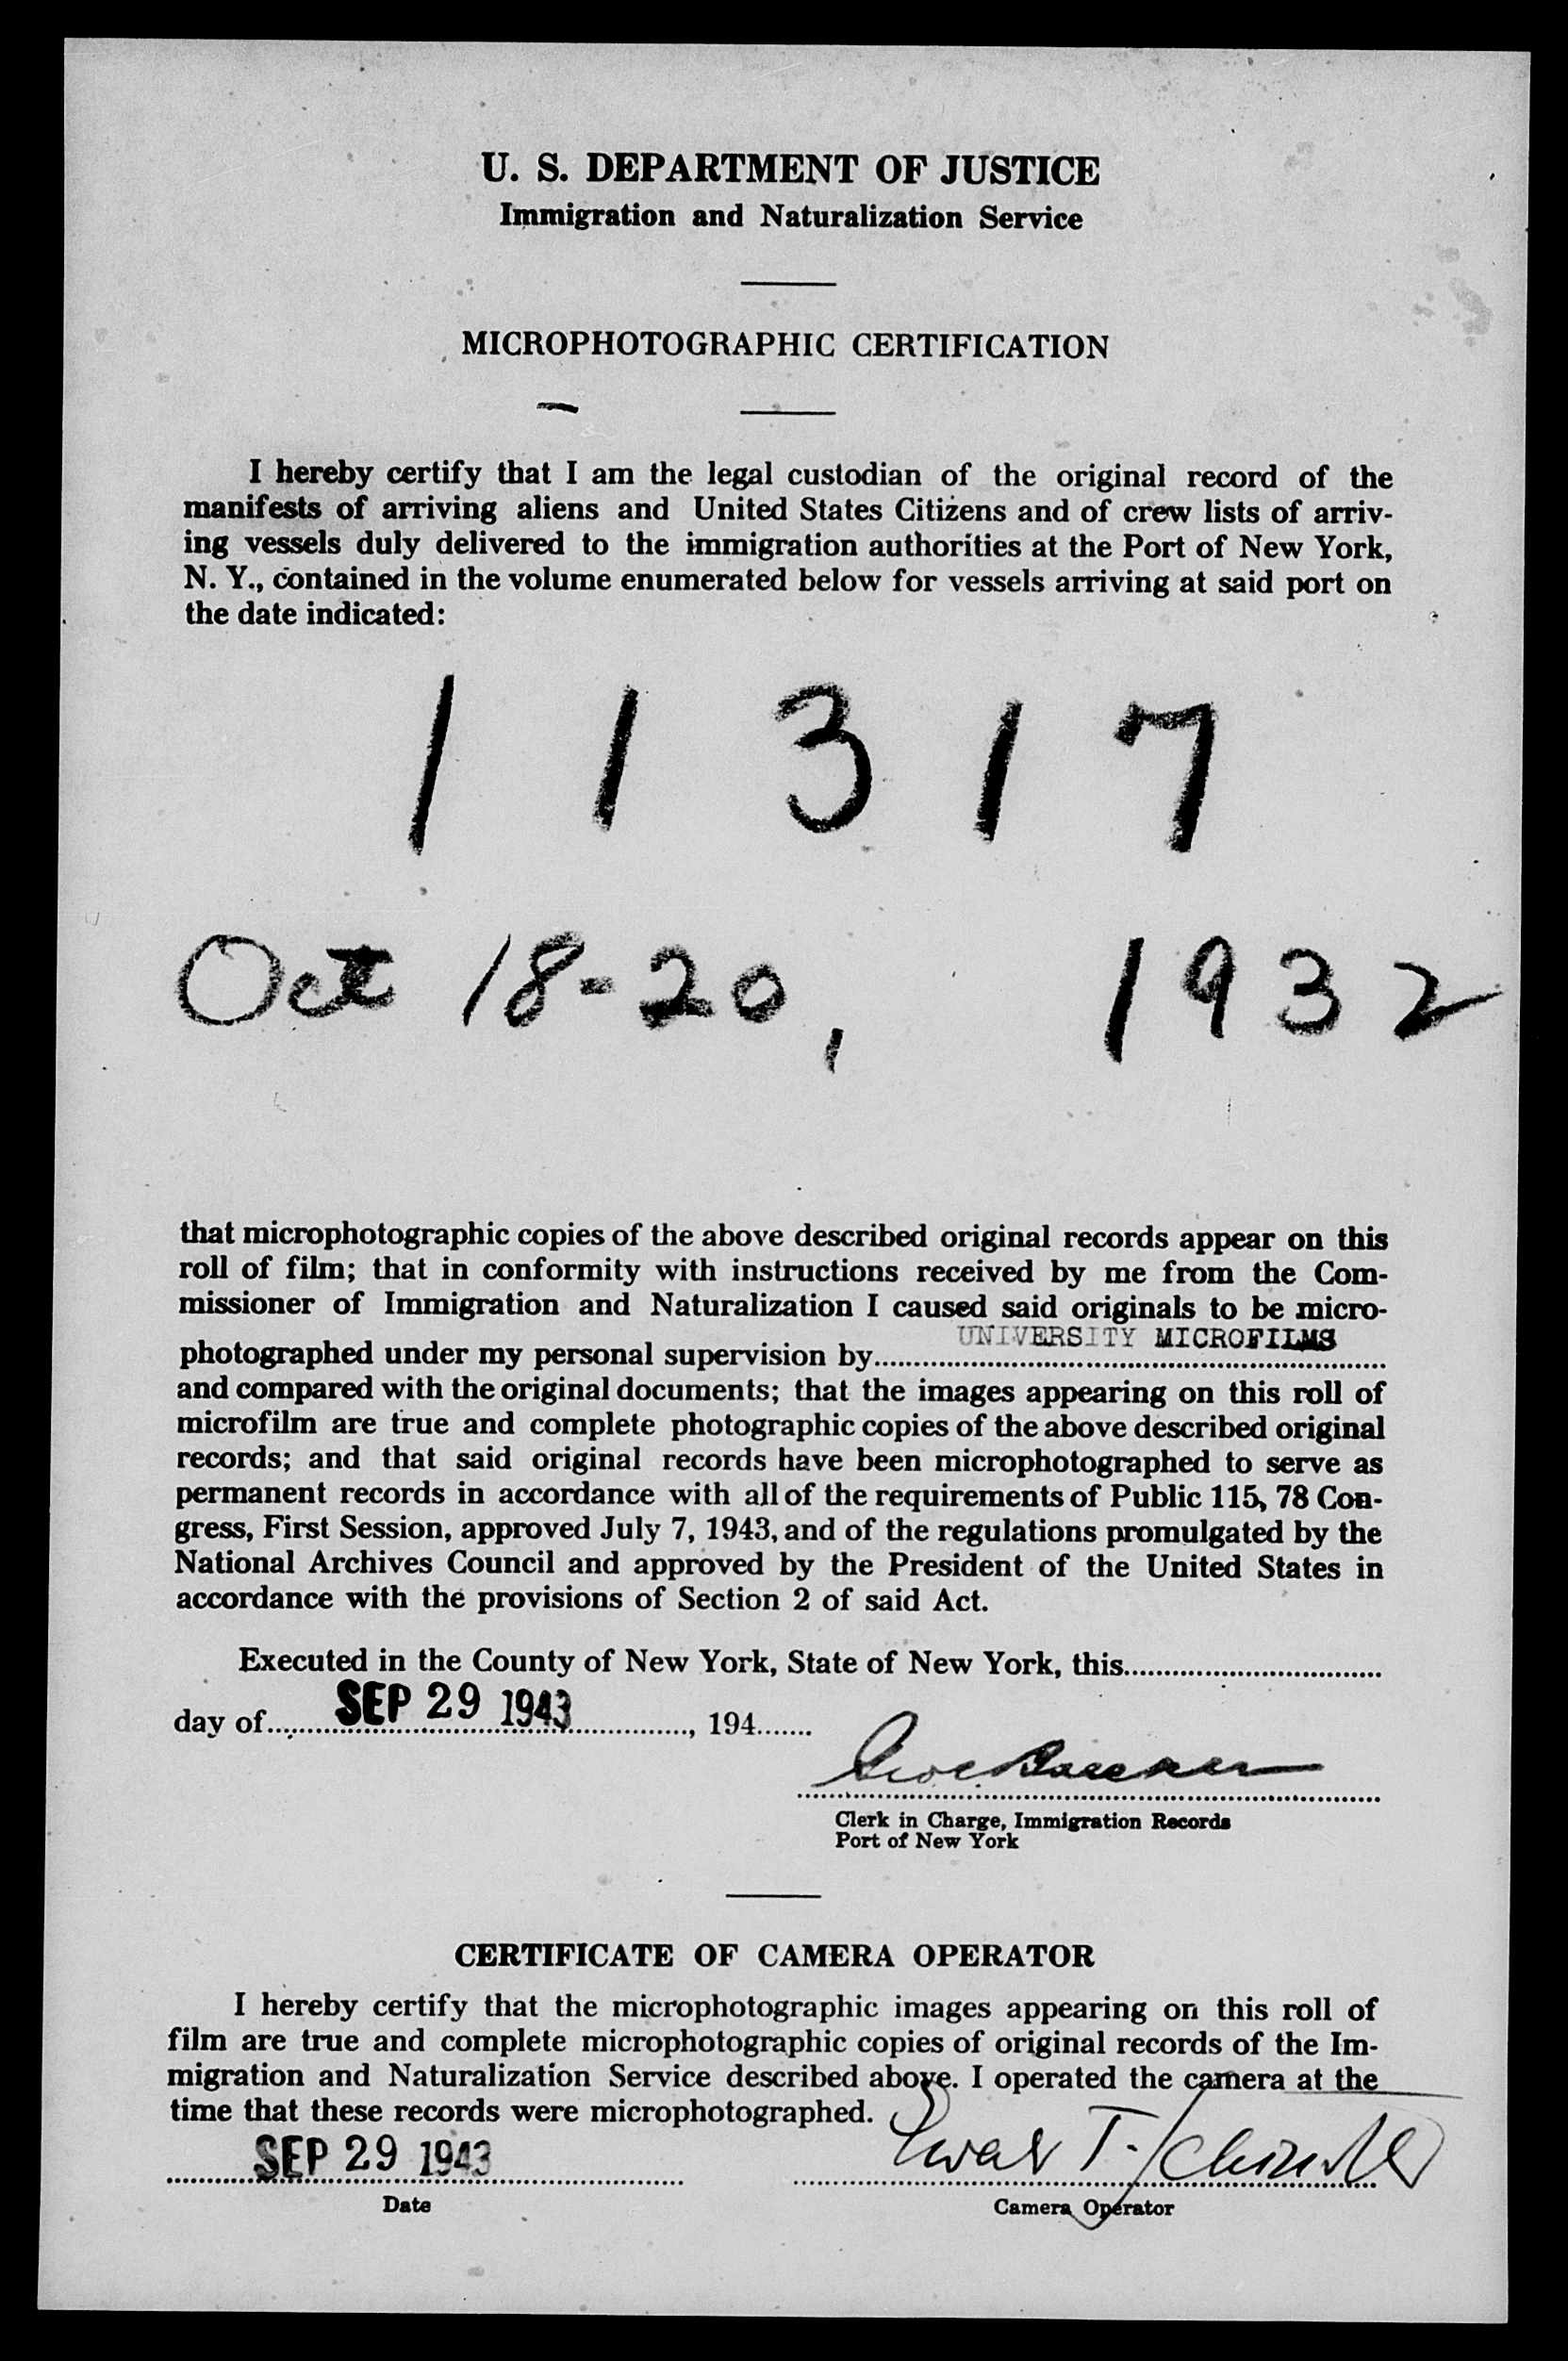 U. S. DEPARTMENT OF JUSTICE
Immigration and Naturalization Service
MICROPHOTOGRAPHIC CERTIFICATION
I hereby certify that I am the legal custodian of the original record of the
manifests of arriving aliens and United States Citizens and of crew lists of arriv-
ing vessels duly delivered to the immigration authorities at the Port of New York,
N. Y., contained in the volume enumerated below for vessels arriving at said port on
the date indicated:
1 1 3 1 7
Oct 18-20, 1932
that microphotographic copies of the above described original records appear on this
roll of film; that in conformity with instructions received by me from the Com-
missioner of Immigration and Naturalization I caused said originals to be micro-
photographed under my personal supervision by UNIVERSITY MICROFILMS
and compared with the original documents; that the images appearing on this roll of
microfilm are true and complete photographic copies of the above described original
records; and that said original records have been microphotographed to serve as
permanent records in accordance with all of the requirements of Public 115, 78 Con-
gress, First Session, approved July 7, 1943, and of the regulations promulgated by the
National Archives Council and approved by the President of the United States in
accordance with the provisions of Section 2 of said Act.
Executed in the County of New York, State of New York, this
day of SEP 29 1943, 194
Clerk in Charge, Immigration Records
Port of New York
CERTIFICATE OF CAMERA OPERATOR
I hereby certify that the microphotographic images appearing on this roll of
film are true and complete microphotographic copies of original records of the Im-
migration and Naturalization Service described above. I operated the camera at the
time that these records were microphotographed.
SEP 29 1943 T.
Date Camera Operator